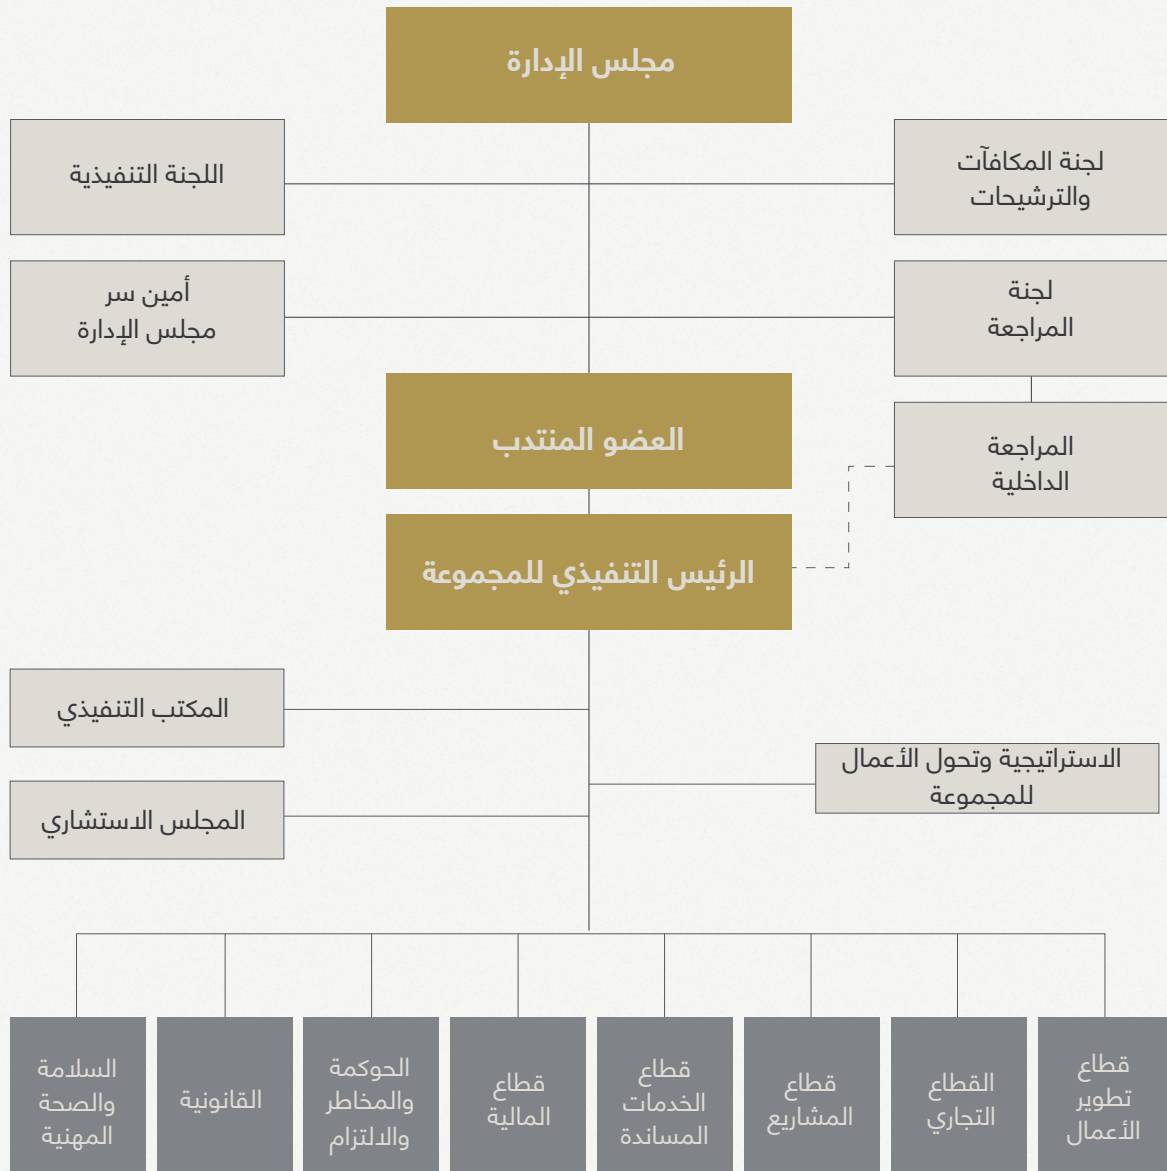 مجلس الإدارة
لجنة المكافآت
والترشيحات
اللجنة التنفيذية
لجنة
المراجعة
أمين سر
مجلس الإدارة
العضو المنتدب
المراجعة
الداخلية
الرئيس التنفيذي للمجموعة
المكتب التنفيذي
الاستراتيجية وتحول الأعمال
للمجموعة
المجلس الاستشاري
قطاع
تطوير
الأعمال
القطاع
التجاري
قطاع
المشاريع
قطاع
الخدمات
المساندة
قطاع
المالية
الحوكمة
والمخاطر
والالتزام
القانونية
السلامة
والصحة
المهنية